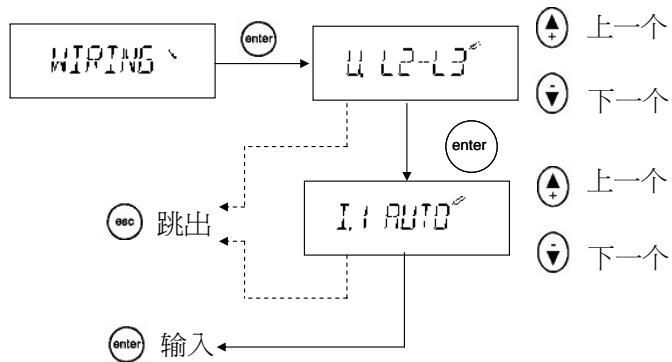 WIRING
enter
U. L2-L3
+
上一个
-
下一个
enter
I.1 AUTO
+
上一个
-
下一个
esc 跳出
enter 输入